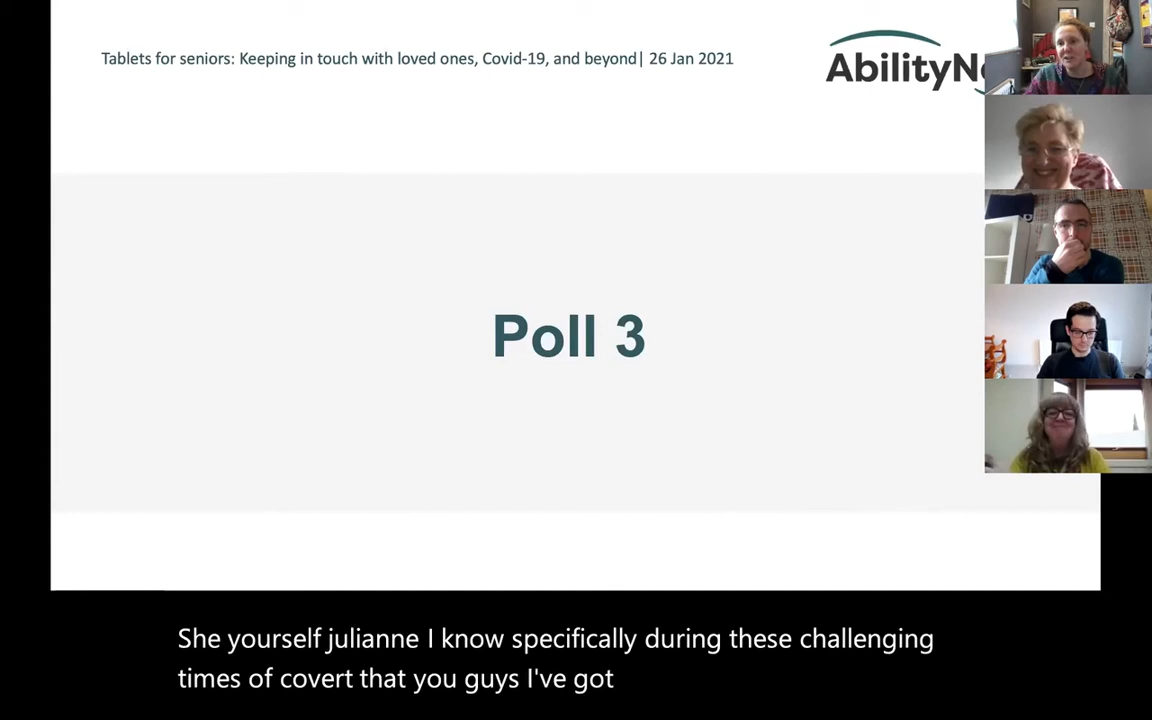 Tablets for seniors: Keeping in touch with loved ones, Covid-19, and beyond| 26 Jan 2021
AbilityN
Poll 3
She yourself julianne I know specifically during these challenging
times of covert that you guys I've got